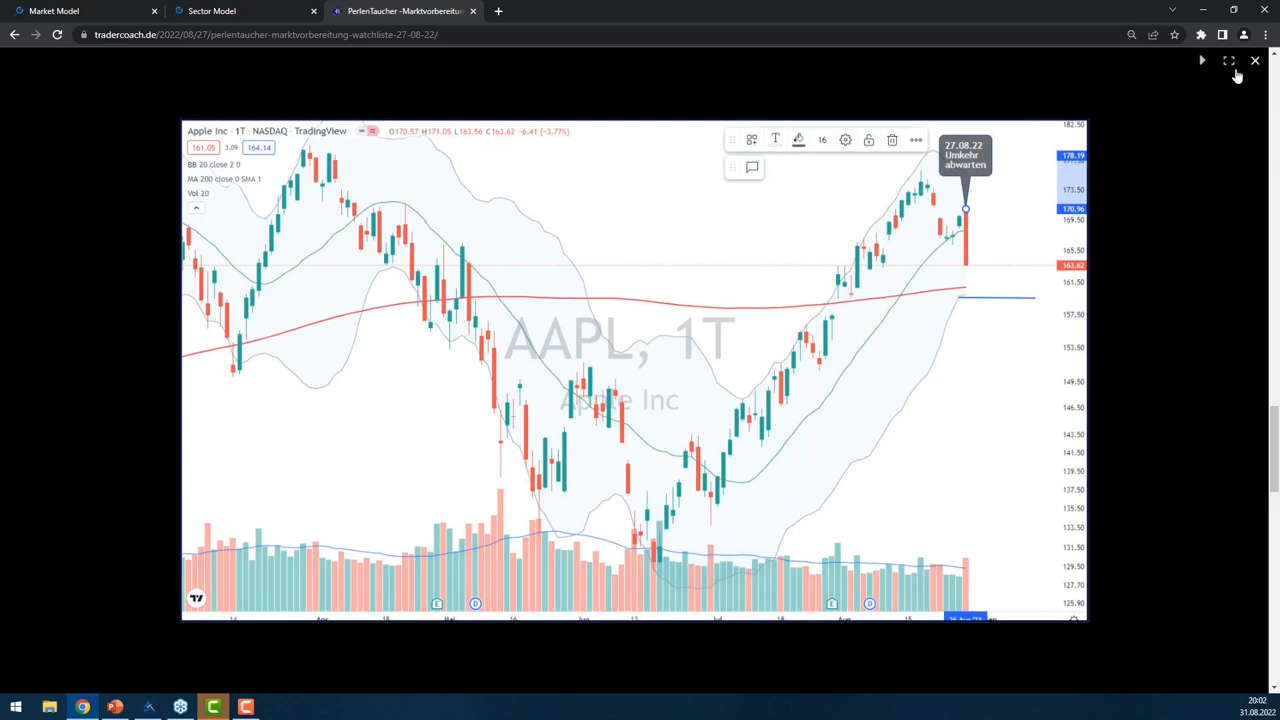 Market Model
Sector Model
PerlenTaucher -Marktvorbereitun
tradercoach.de/2022/08/27/perlentaucher-marktvorbereitung-watchliste-27-08-22/
Apple Inc · 1T · NASDAQ · TradingView
O170.57 H171.05 L163.56 C163.62 -6.41 (-3.77%)
161.05 3.09 164.14
BB 20 close 2 0
MA 200 close 0 SMA 1
Vol 20
T
16
27.08.22
Umkehr
abwarten
182.50
178.19
173.50
170.96
169.50
165.50
163.62
161.50
157.50
153.50
149.50
146.50
143.50
141.50
139.50
137.50
135.50
133.50
131.50
129.50
127.70
125.90
AAPL, 1T
Apple Inc
E
D
E
D
20:02
31.08.2022